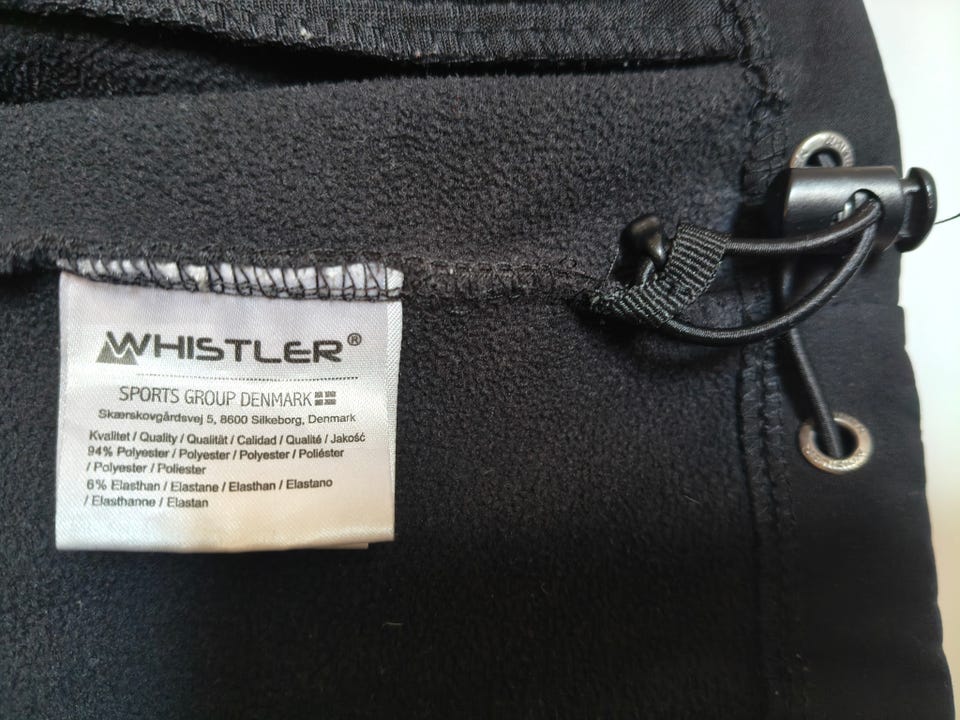 WHISTLER®
SPORTS GROUP DENMARK
Skærskovgårdsvej 5, 8600 Silkeborg, Denmark
Kvalitet / Quality / Qualität / Calidad / Qualité / Jakość
94% Polyester / Polyester / Polyester / Poliéster
/ Polyester / Poliester
6% Elasthan / Elastane / Elasthan / Elastano
/ Elasthanne / Elastan